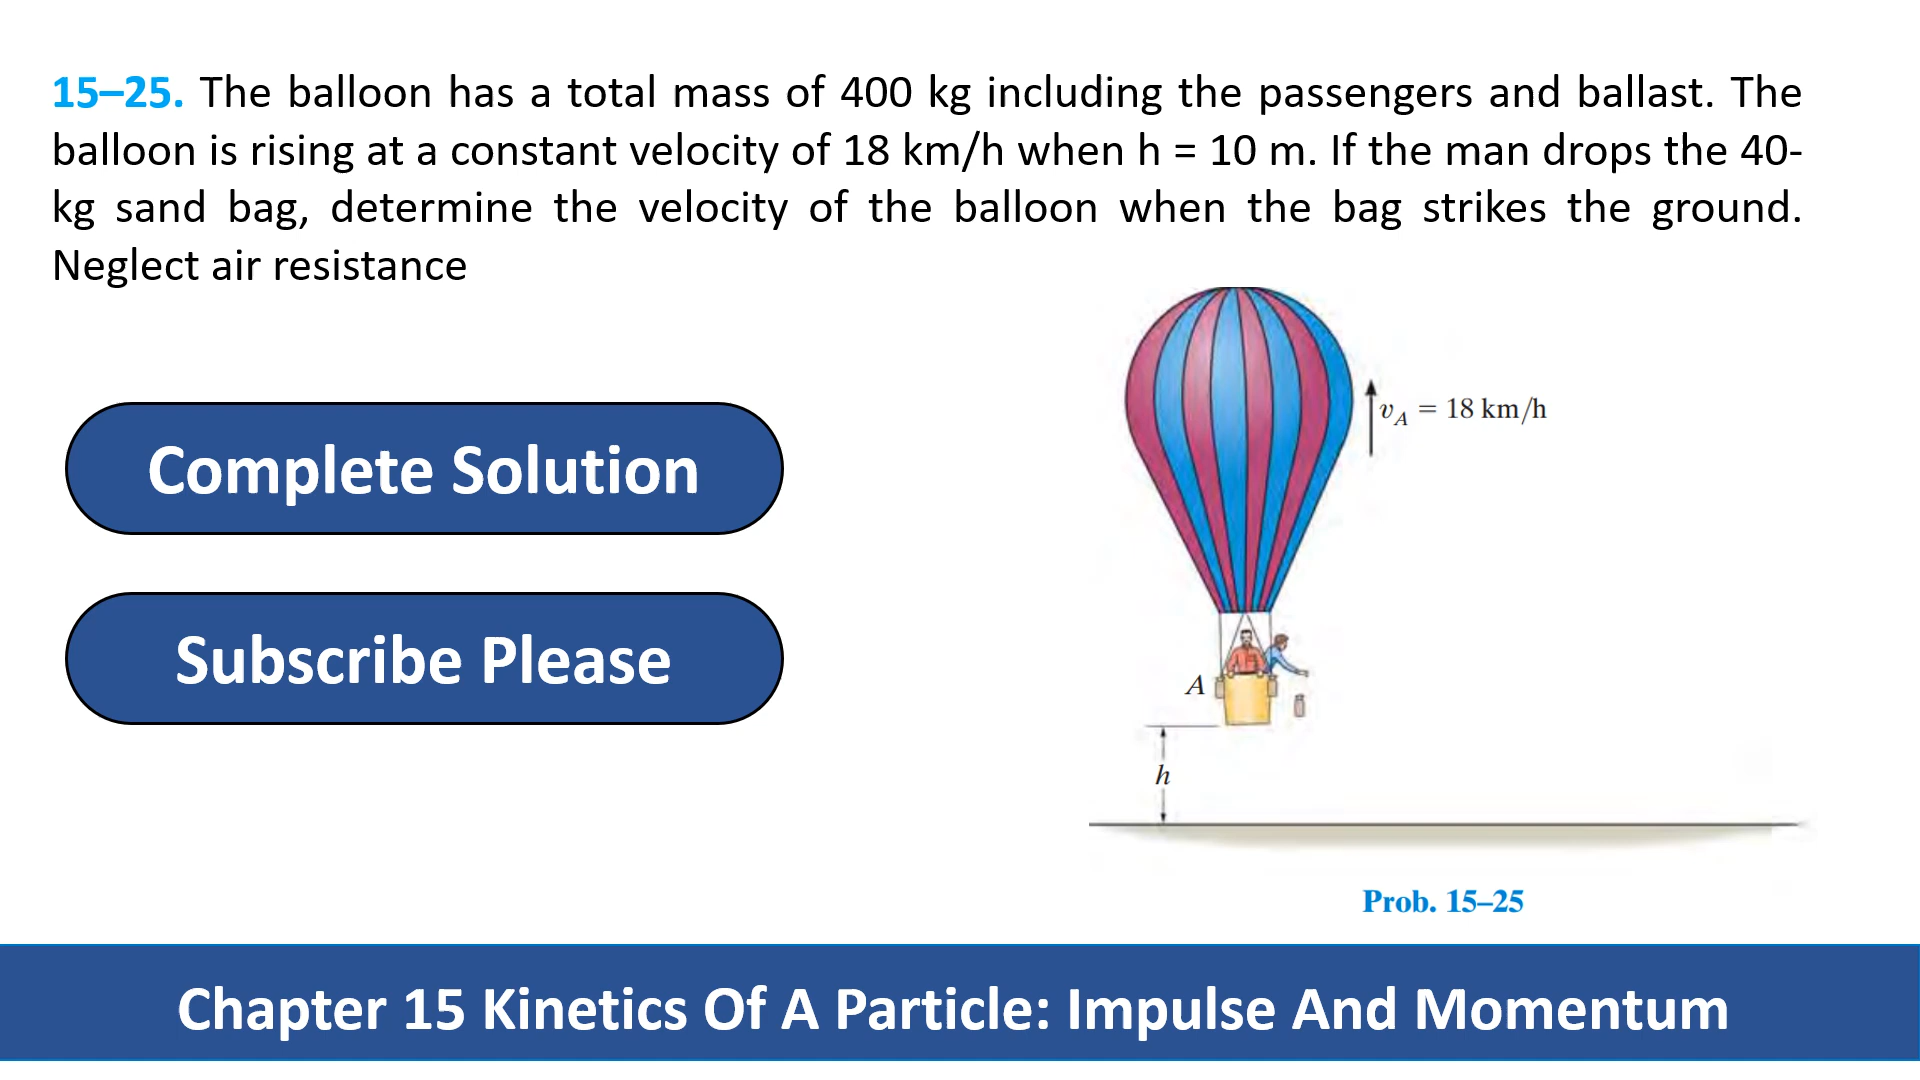 15–25. The balloon has a total mass of 400 kg including the passengers and ballast. The
balloon is rising at a constant velocity of 18 km/h when h = 10 m. If the man drops the 40-
kg sand bag, determine the velocity of the balloon when the bag strikes the ground.
Neglect air resistance
v_A = 18 km/h
Complete Solution
Subscribe Please
A
h
Prob. 15–25
Chapter 15 Kinetics Of A Particle: Impulse And Momentum